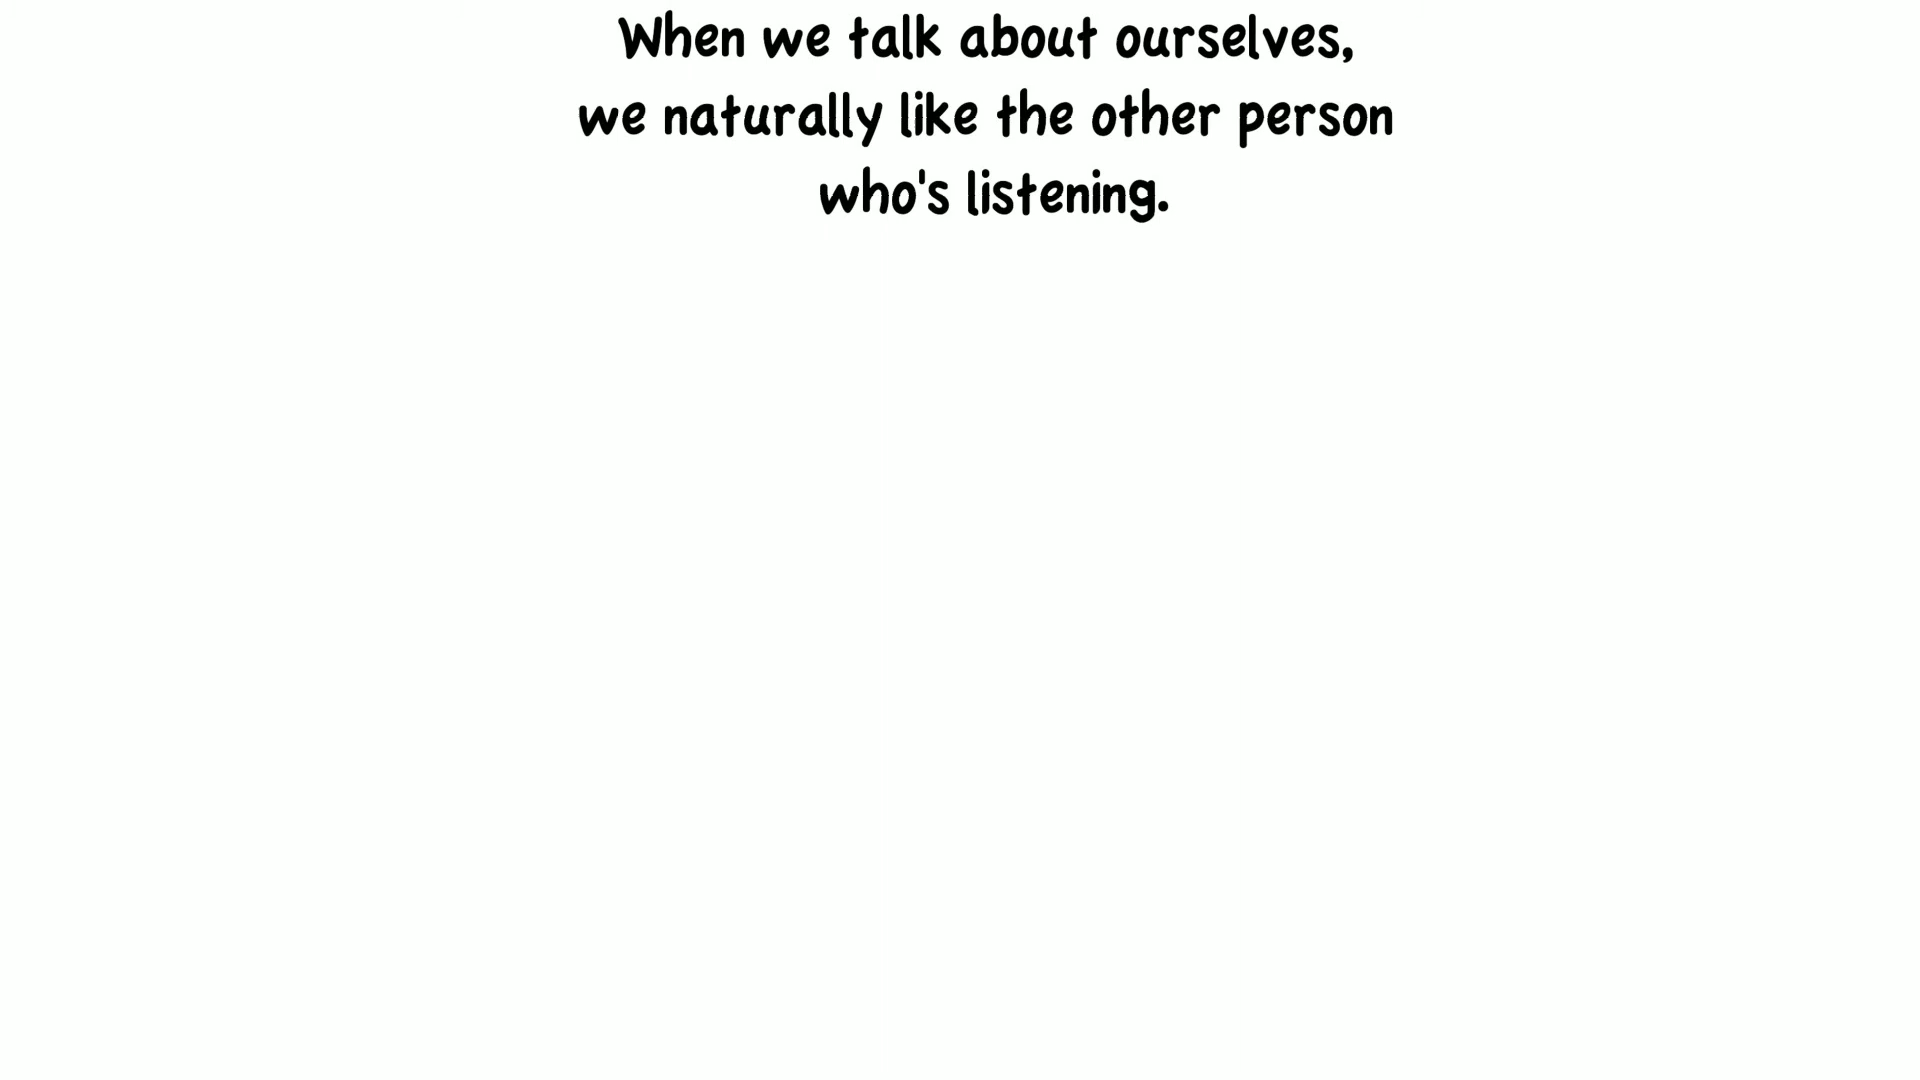 When we talk about ourselves,
we naturally like the other person
who's listening.